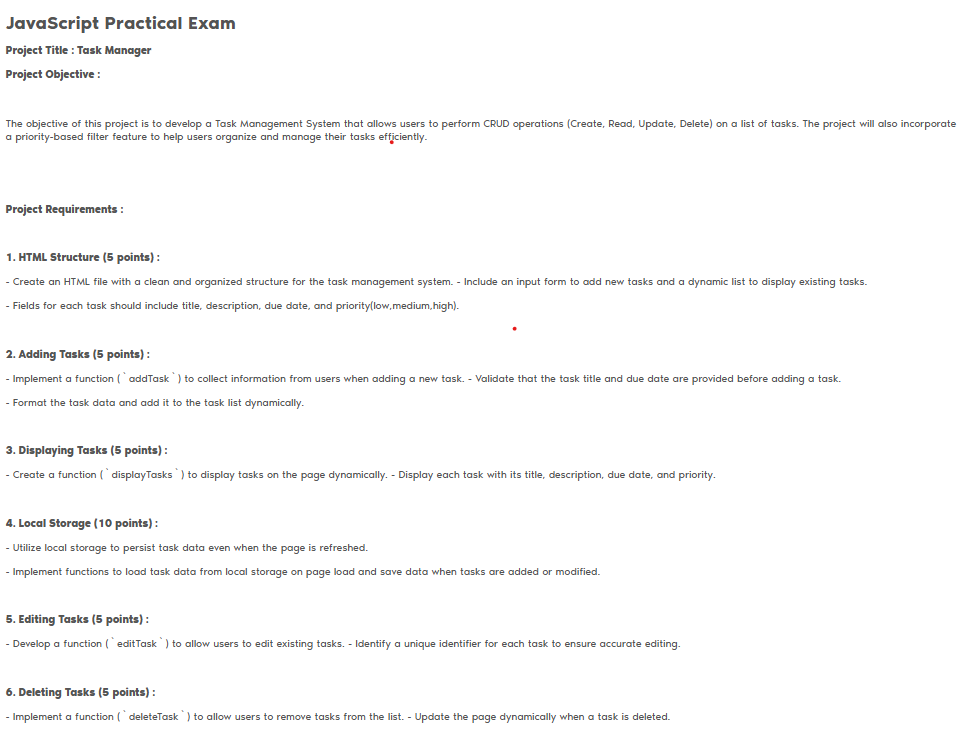 JavaScript Practical Exam
Project Title : Task Manager
Project Objective :
The objective of this project is to develop a Task Management System that allows users to perform CRUD operations (Create, Read, Update, Delete) on a list of tasks. The project will also incorporate
a priority-based filter feature to help users organize and manage their tasks efficiently.
Project Requirements :
1. HTML Structure (5 points) :
- Create an HTML file with a clean and organized structure for the task management system. - Include an input form to add new tasks and a dynamic list to display existing tasks.
- Fields for each task should include title, description, due date, and priority(low,medium,high).
2. Adding Tasks (5 points) :
- Implement a function (`addTask`) to collect information from users when adding a new task. - Validate that the task title and due date are provided before adding a task.
- Format the task data and add it to the task list dynamically.
3. Displaying Tasks (5 points) :
- Create a function (`displayTasks`) to display tasks on the page dynamically. - Display each task with its title, description, due date, and priority.
4. Local Storage (10 points) :
- Utilize local storage to persist task data even when the page is refreshed.
- Implement functions to load task data from local storage on page load and save data when tasks are added or modified.
5. Editing Tasks (5 points) :
- Develop a function (`editTask`) to allow users to edit existing tasks. - Identify a unique identifier for each task to ensure accurate editing.
6. Deleting Tasks (5 points) :
- Implement a function (`deleteTask`) to allow users to remove tasks from the list. - Update the page dynamically when a task is deleted.